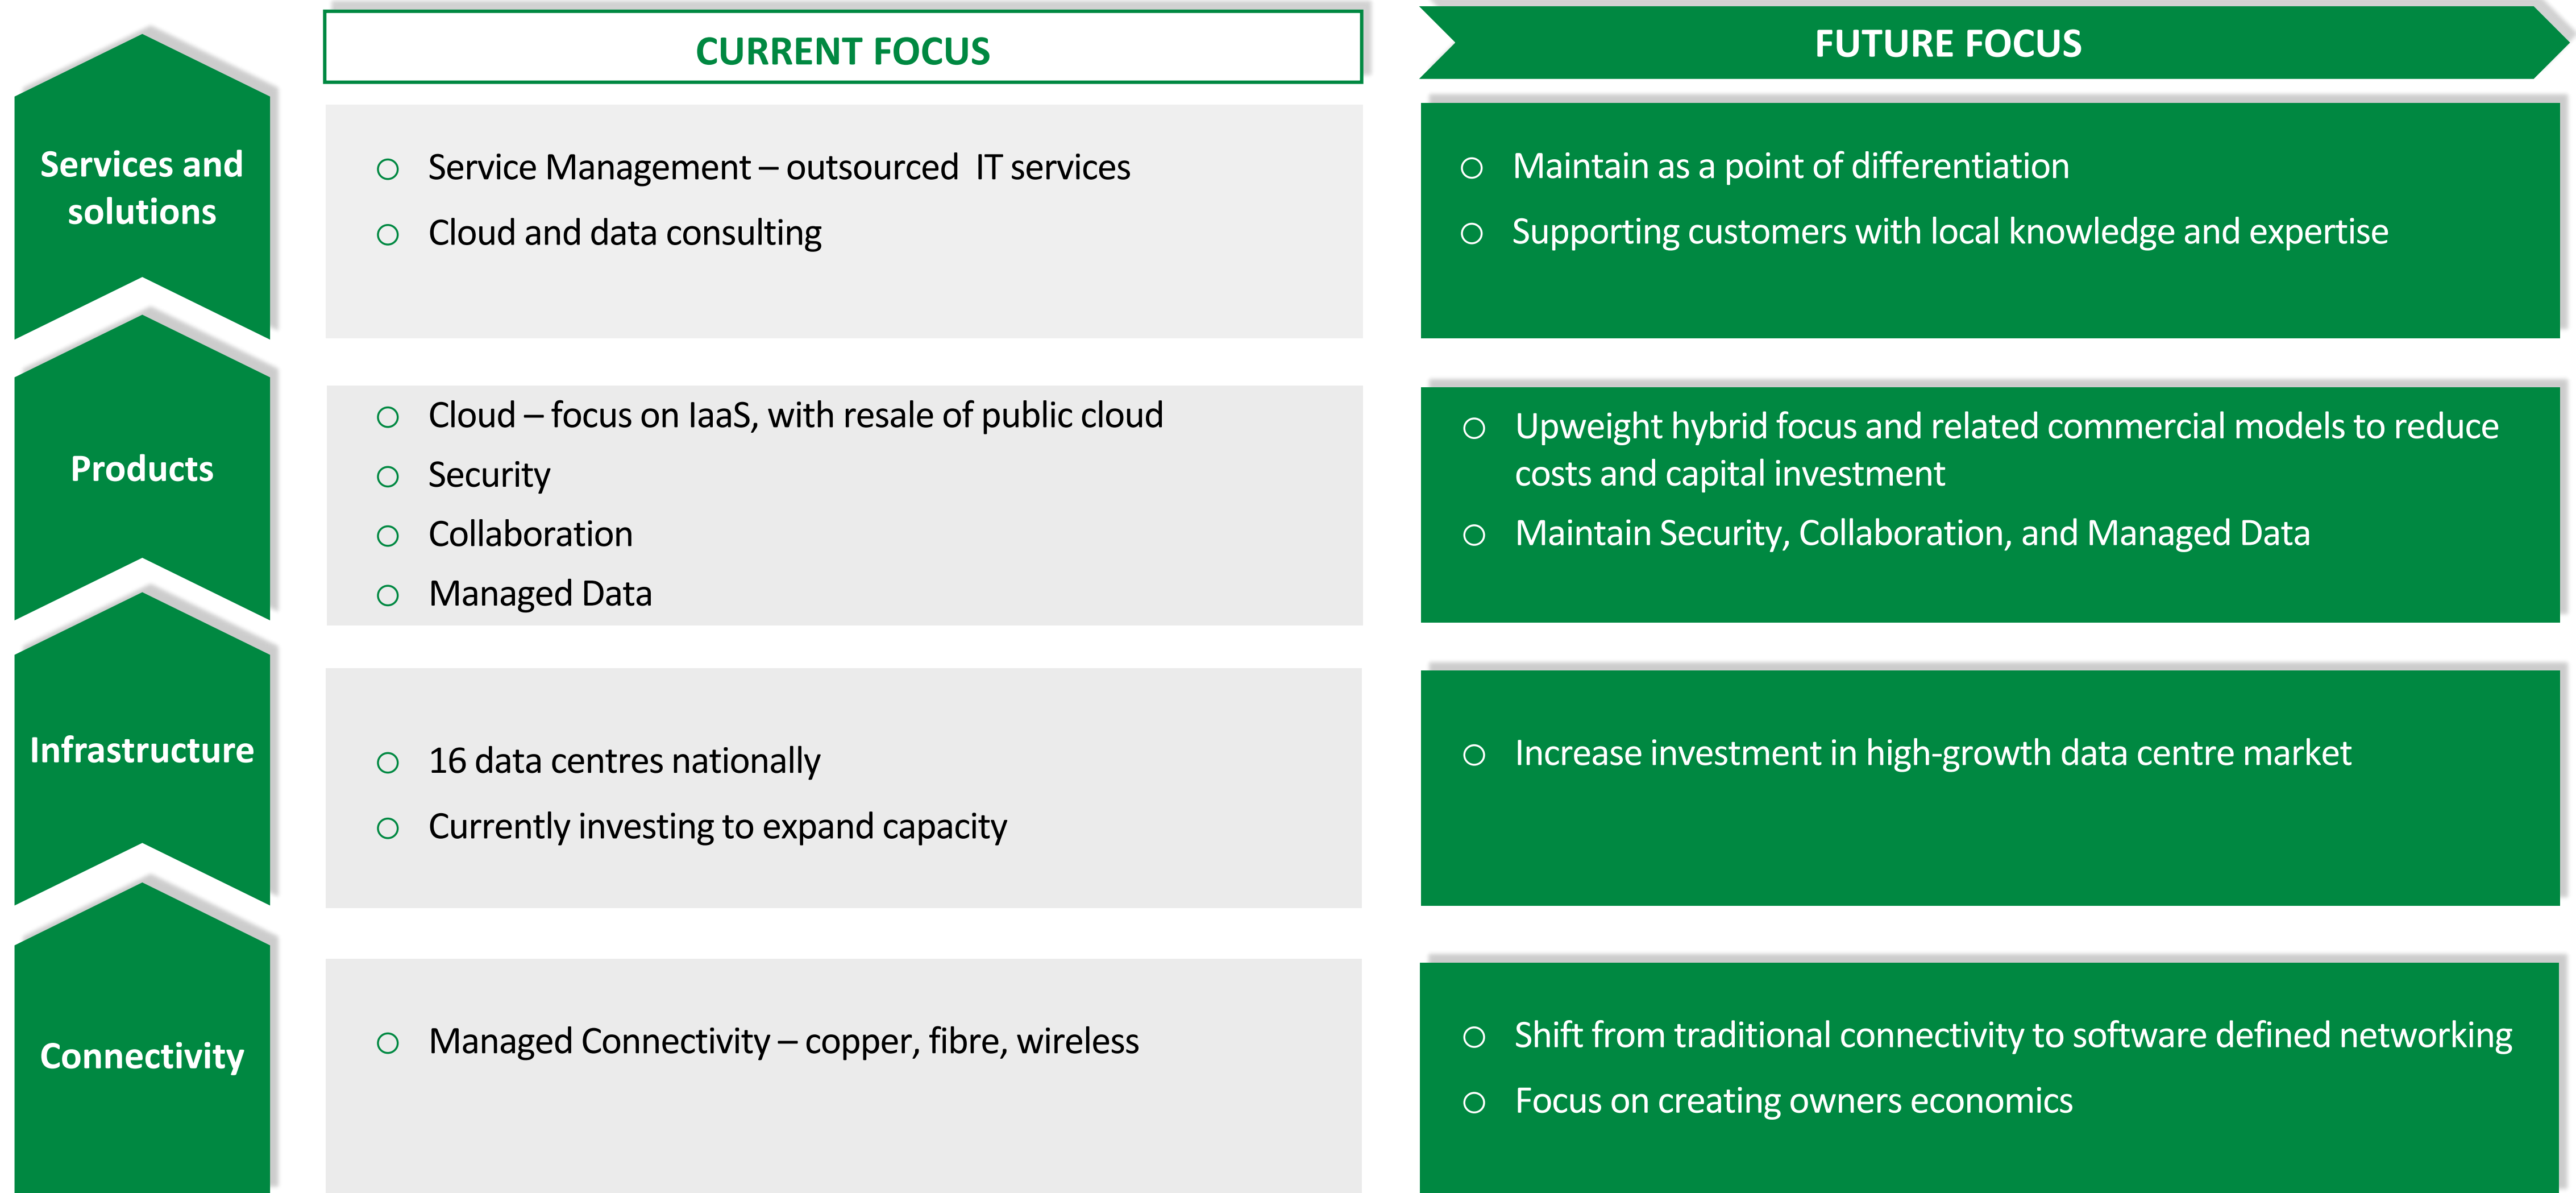 CURRENT FOCUS
FUTURE FOCUS
Services and
solutions
○ Service Management – outsourced  IT services
○ Cloud and data consulting
○ Maintain as a point of differentiation
○ Supporting customers with local knowledge and expertise
Products
○ Cloud – focus on IaaS, with resale of public cloud
○ Security
○ Collaboration
○ Managed Data
○ Upweight hybrid focus and related commercial models to reduce
costs and capital investment
○ Maintain Security, Collaboration, and Managed Data
Infrastructure
○ 16 data centres nationally
○ Currently investing to expand capacity
○ Increase investment in high-growth data centre market
Connectivity
○ Managed Connectivity – copper, fibre, wireless
○ Shift from traditional connectivity to software defined networking
○ Focus on creating owners economics